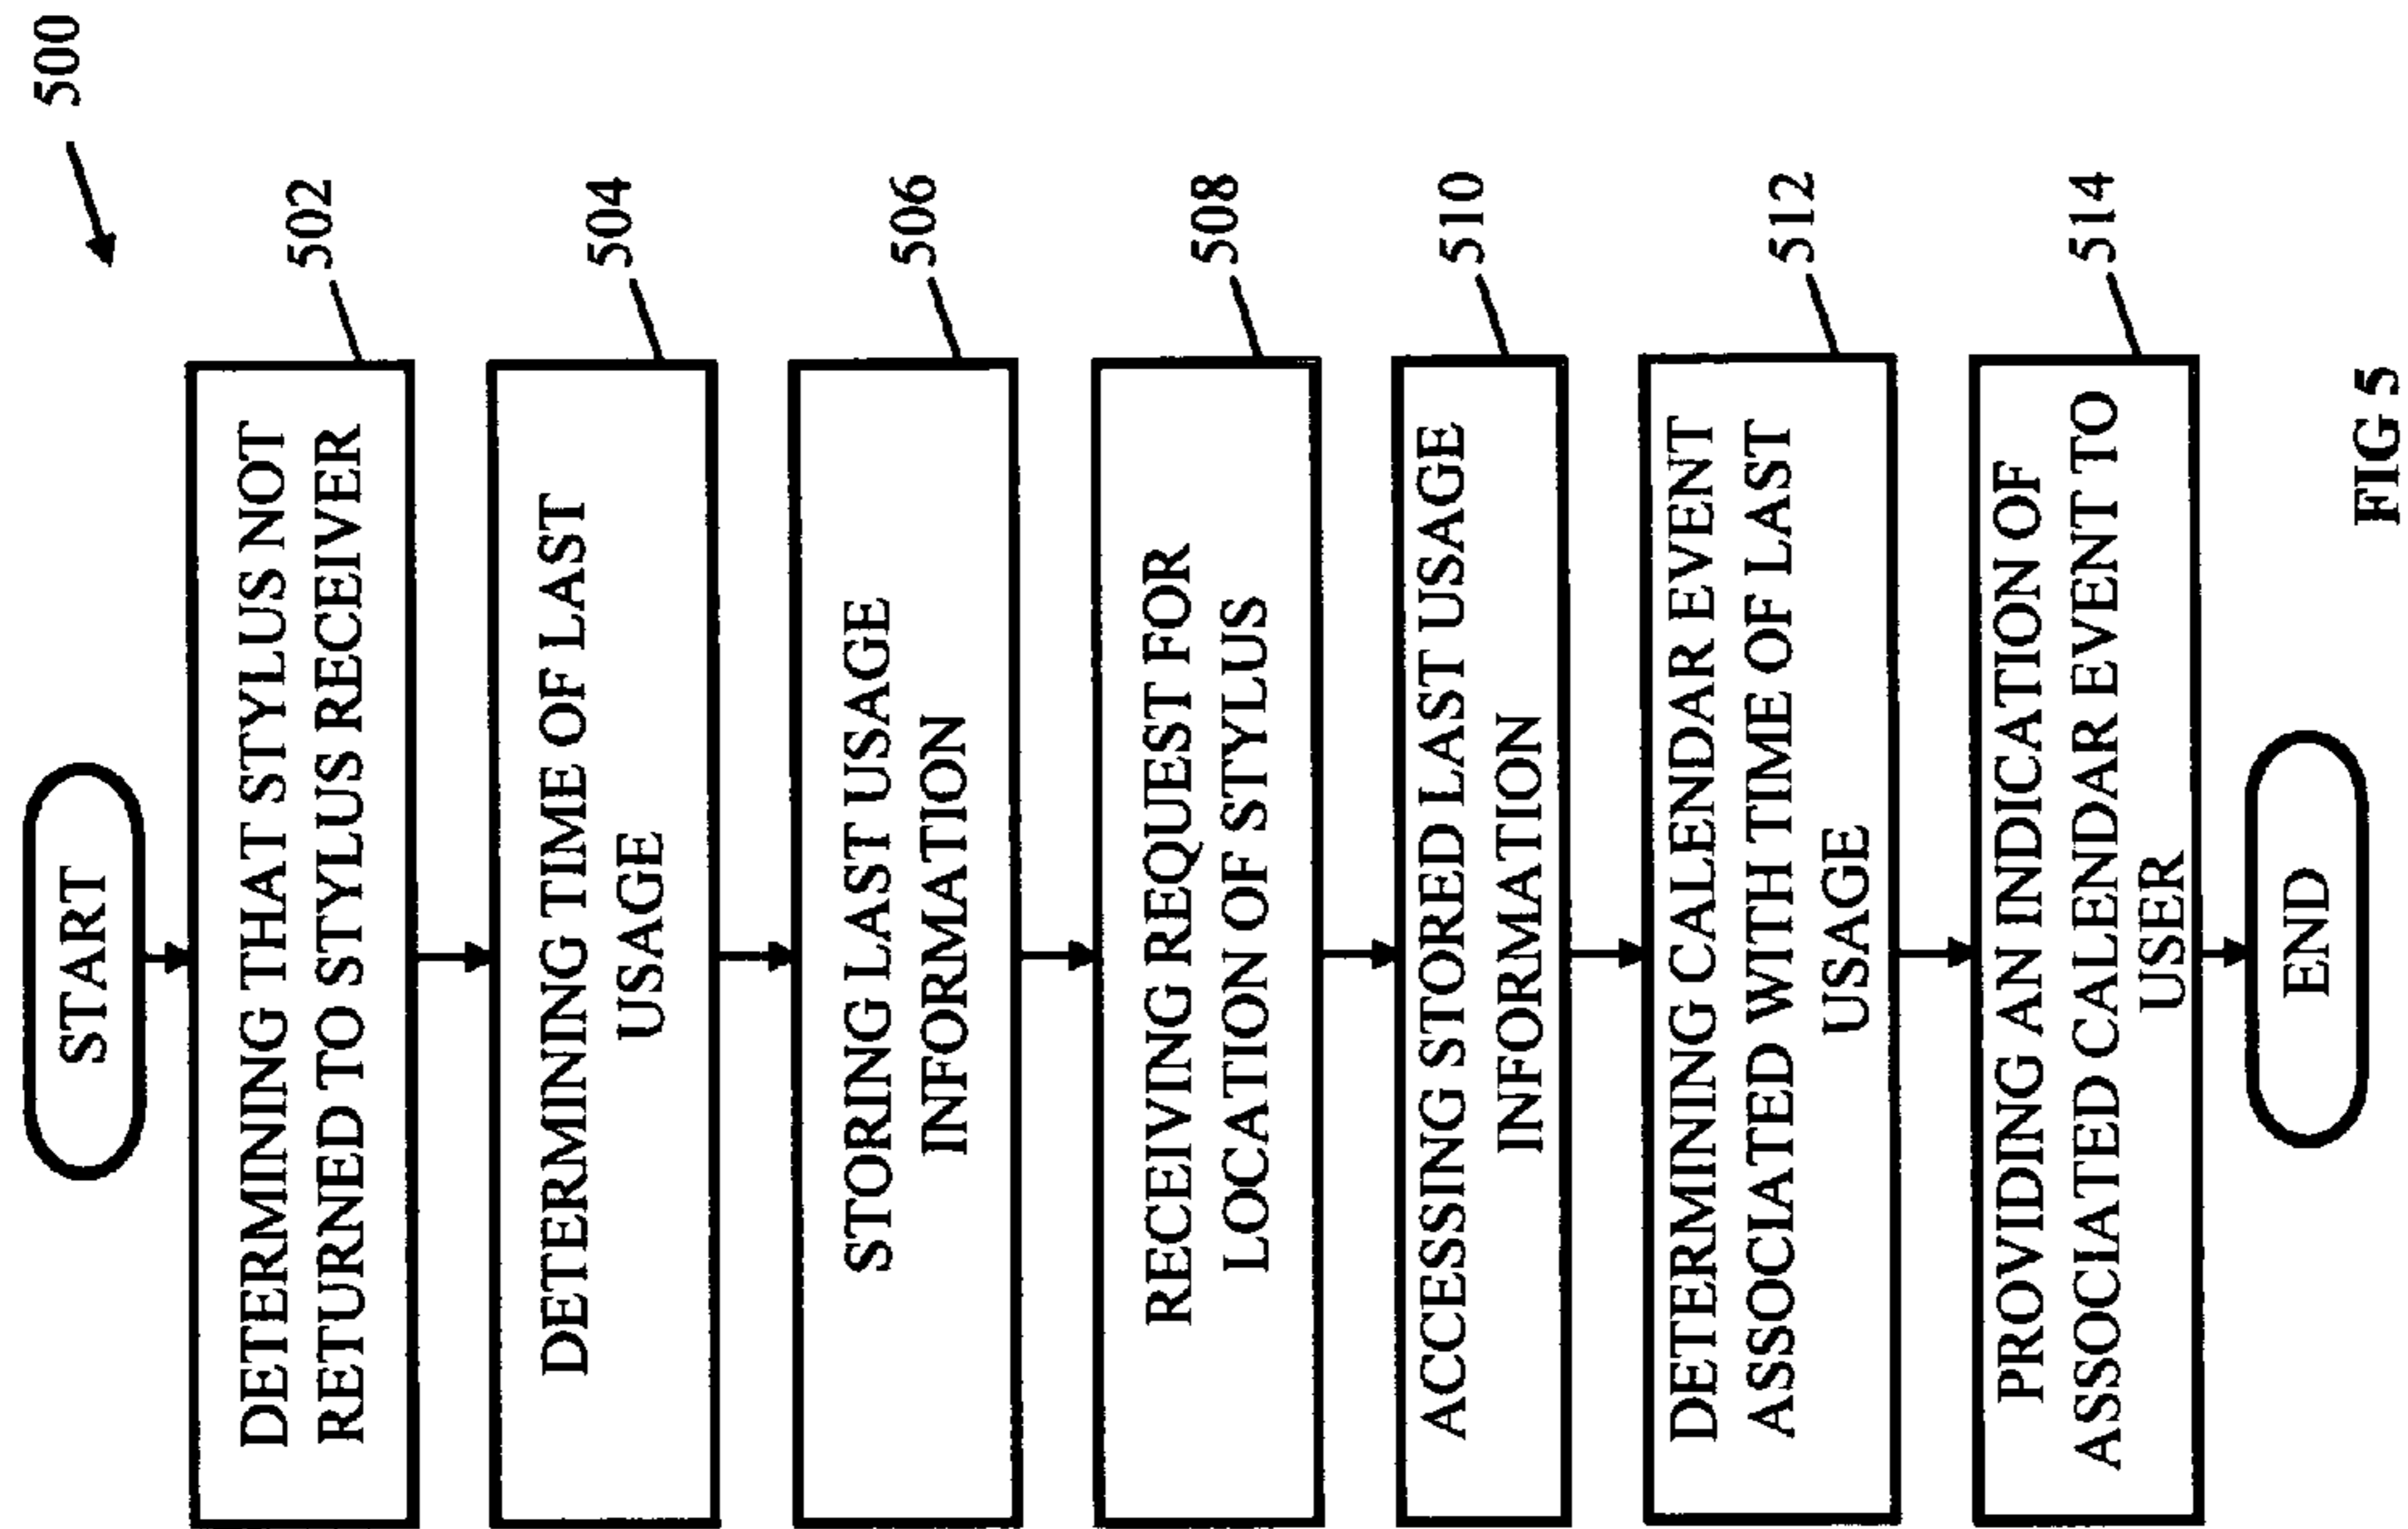 500
START
DETERMINING THAT STYLUS NOT
RETURNED TO STYLUS RECEIVER
502
DETERMINING TIME OF LAST
USAGE
504
STORING LAST USAGE
INFORMATION
506
RECEIVING REQUEST FOR
LOCATION OF STYLUS
508
ACCESSING STORED LAST USAGE
INFORMATION
510
DETERMINING CALENDAR EVENT
ASSOCIATED WITH TIME OF LAST
USAGE
512
PROVIDING AN INDICATION OF
ASSOCIATED CALENDAR EVENT TO
USER
514
END
FIG 5